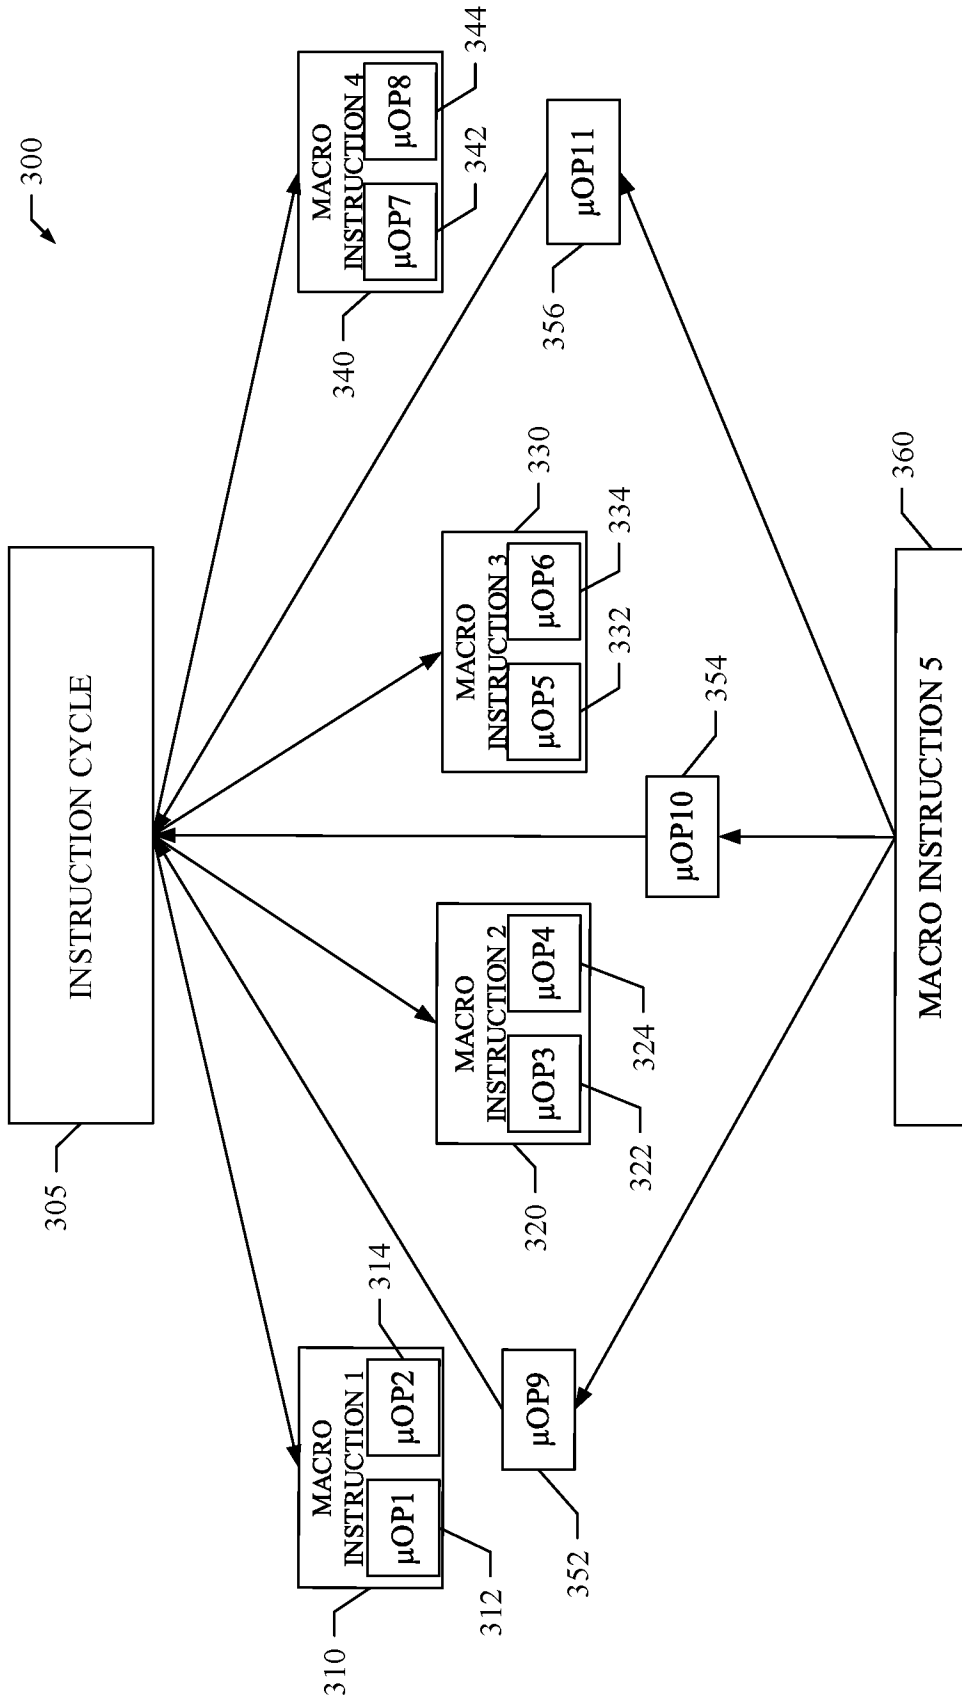 300
INSTRUCTION CYCLE
305
MACRO
INSTRUCTION 1
µOP1
µOP2
310
312
314
MACRO
INSTRUCTION 2
µOP3
µOP4
320
322
324
MACRO
INSTRUCTION 3
µOP5
µOP6
330
332
334
MACRO
INSTRUCTION 4
µOP7
µOP8
340
342
344
µOP9
352
µOP10
354
µOP11
356
MACRO INSTRUCTION 5
360